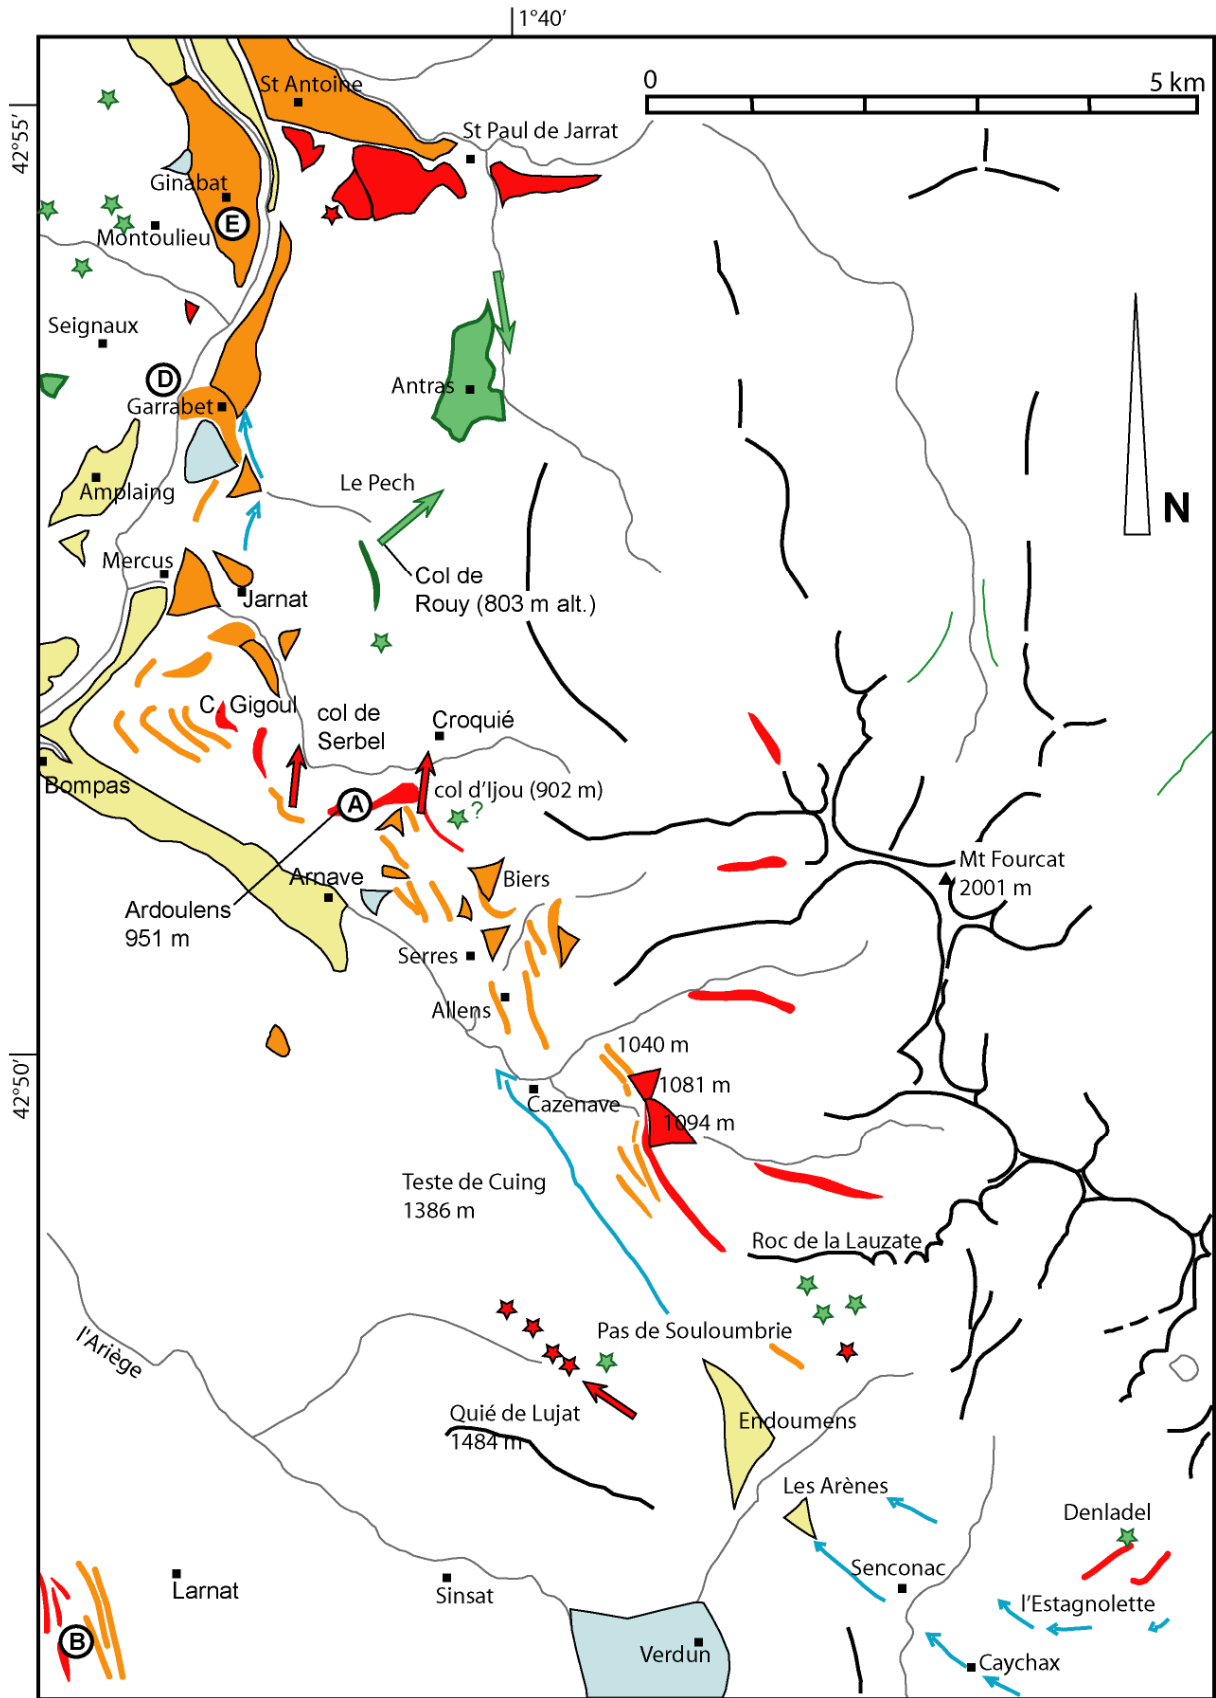 1°40'
0
5 km
42°55'
St Antoine
St Paul de Jarrat
Ginabat
E
Montoulieu
Seignaux
D
Garrabet
Antras
Amplaing
Le Pech
N
Mercus
Jarnat
Col de
Rouy (803 m alt.)
C. Gigoul
col de
Serbel
Croquié
Bompas
A
col d'Ijou (902 m)
?
Mt Fourcat
2001 m
Arnave
Biers
Ardoulens
951 m
Serres
Allens
42°50'
1040 m
1081 m
Cazenave
1094 m
Teste de Cuing
1386 m
Roc de la Lauzate
l'Ariège
Pas de Souloumbrie
Quié de Lujat
1484 m
Endoumens
Les Arènes
Denladel
Senconac
Larnat
Sinsat
l'Estagnolette
B
Verdun
Caychax